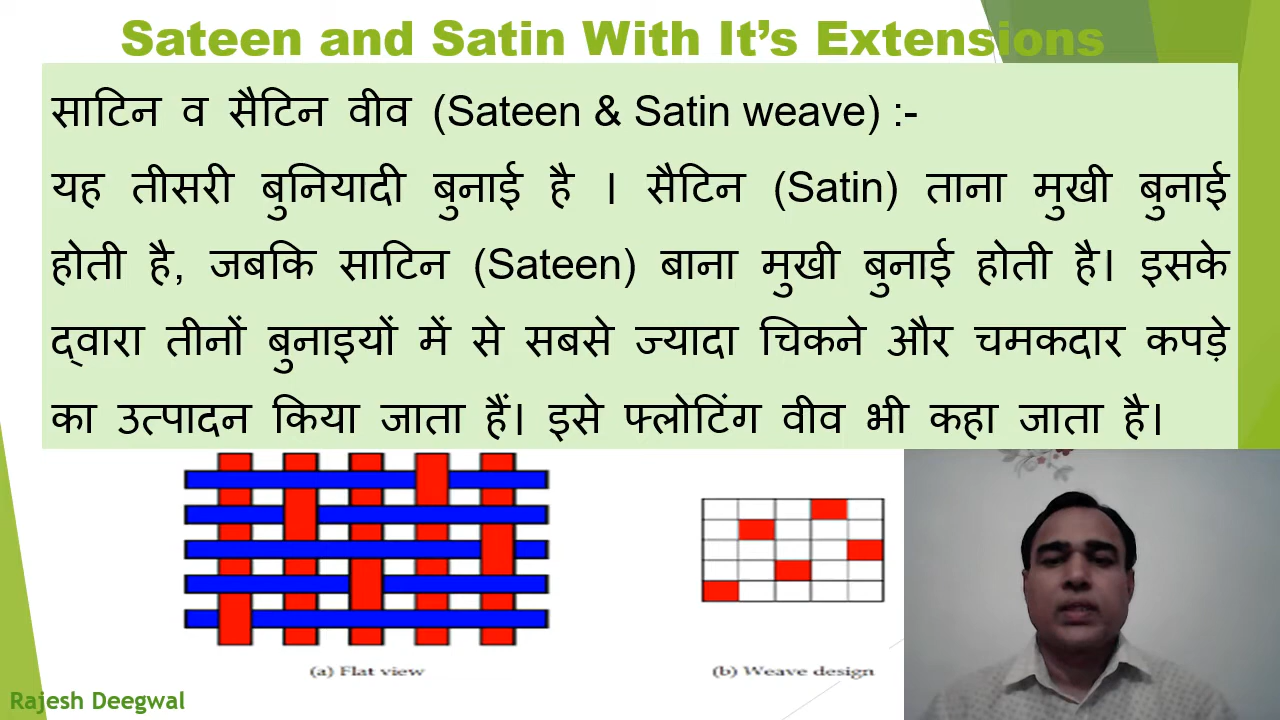 Sateen and Satin With It's Extensions
साटिन व सैटिन वीव (Sateen & Satin weave) :-
यह तीसरी बुनियादी बुनाई है । सैटिन (Satin) ताना मुखी बुनाई
होती है, जबकि साटिन (Sateen) बाना मुखी बुनाई होती है। इसके
द्वारा तीनों बुनाइयों में से सबसे ज्यादा चिकने और चमकदार कपड़े
का उत्पादन किया जाता हैं। इसे फ्लोटिंग वीव भी कहा जाता है।
(a) Flat view
(b) Weave design
Rajesh Deegwal